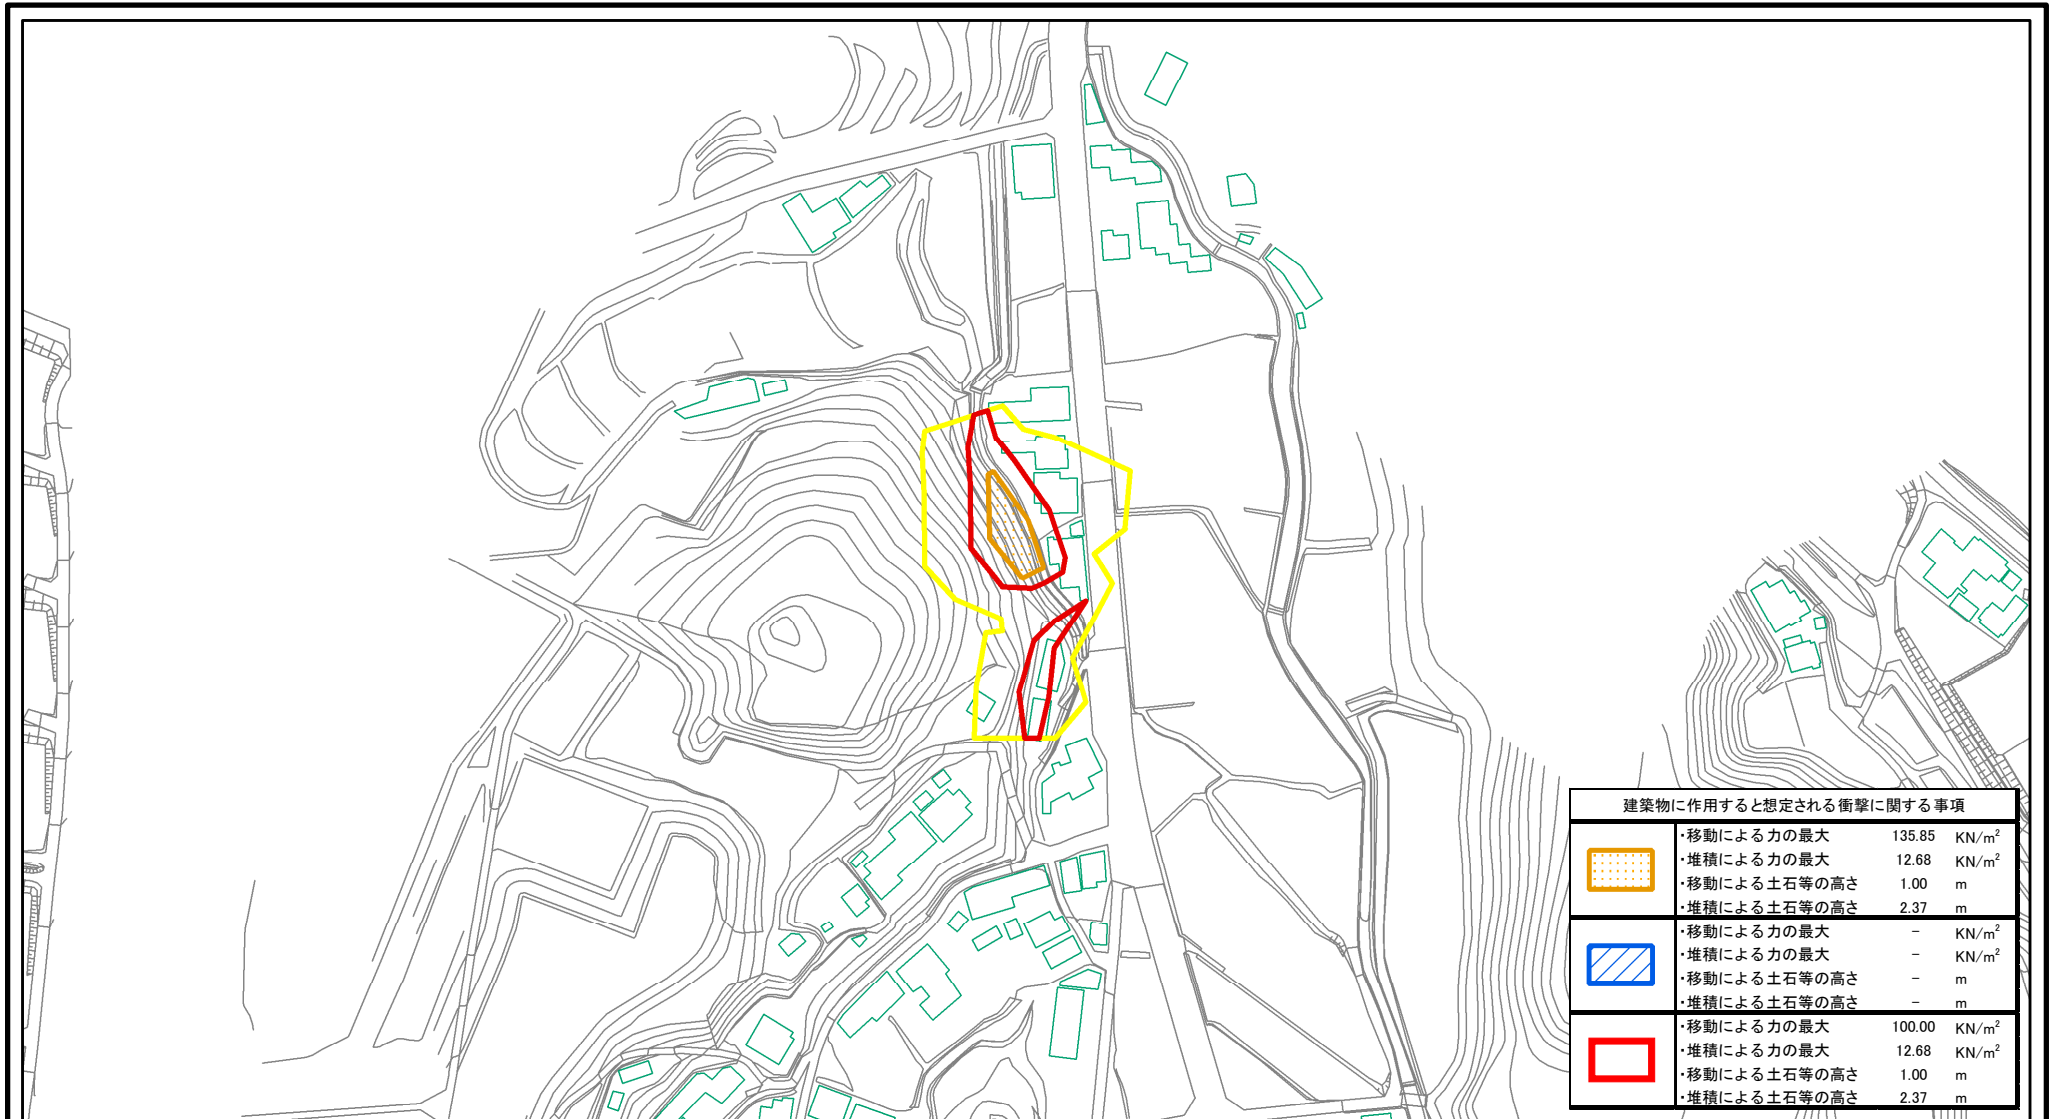 建築物に作用すると想定される衝撃に関する事項
・移動による力の最大 135.85 KN/m²
・堆積による力の最大 12.68 KN/m²
・移動による土石等の高さ 1.00 m
・堆積による土石等の高さ 2.37 m
・移動による力の最大 - KN/m²
・堆積による力の最大 - KN/m²
・移動による土石等の高さ - m
・堆積による土石等の高さ - m
・移動による力の最大 100.00 KN/m²
・堆積による力の最大 12.68 KN/m²
・移動による土石等の高さ 1.00 m
・堆積による土石等の高さ 2.37 m